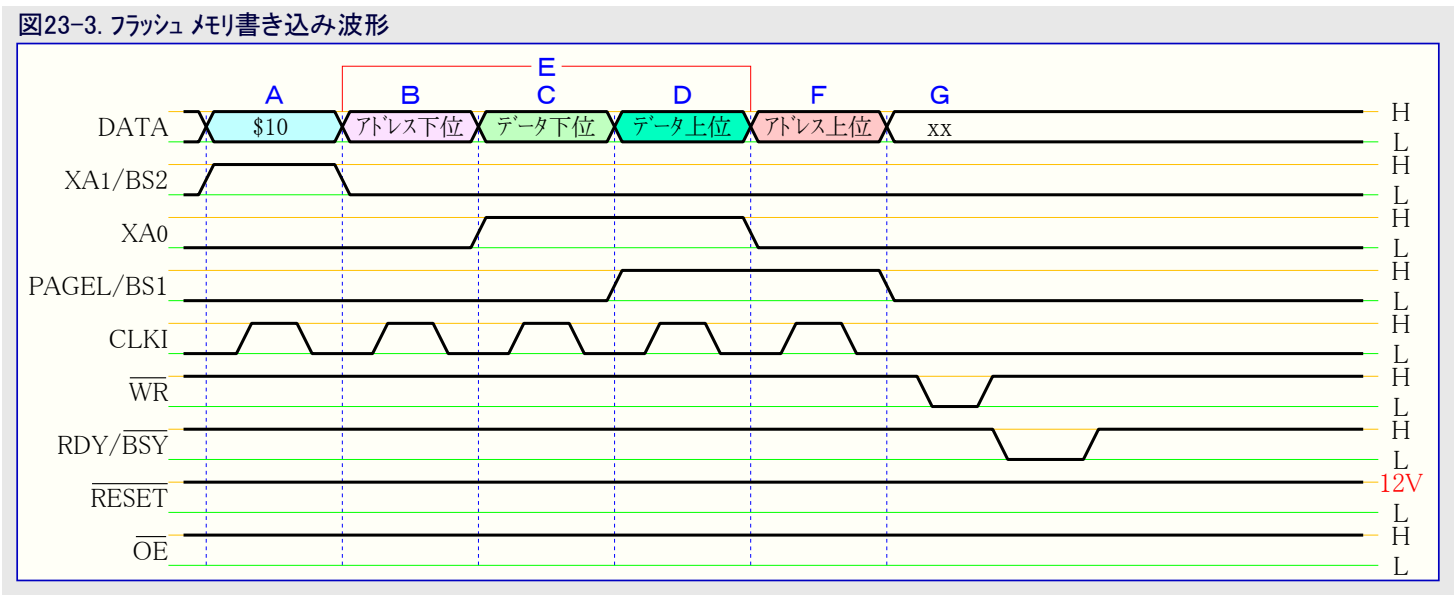 図23-3. フラッシュ メモリ書き込み波形
E
A B C D F G
DATA $10 アドレス下位 データ下位 データ上位 アドレス上位 xx H
L
XA1/BS2 H
L
XA0 H
L
PAGEL/BS1 H
L
CLKI H
L
WR H
L
RDY/BSY H
L
RESET 12V
L
OE H
L